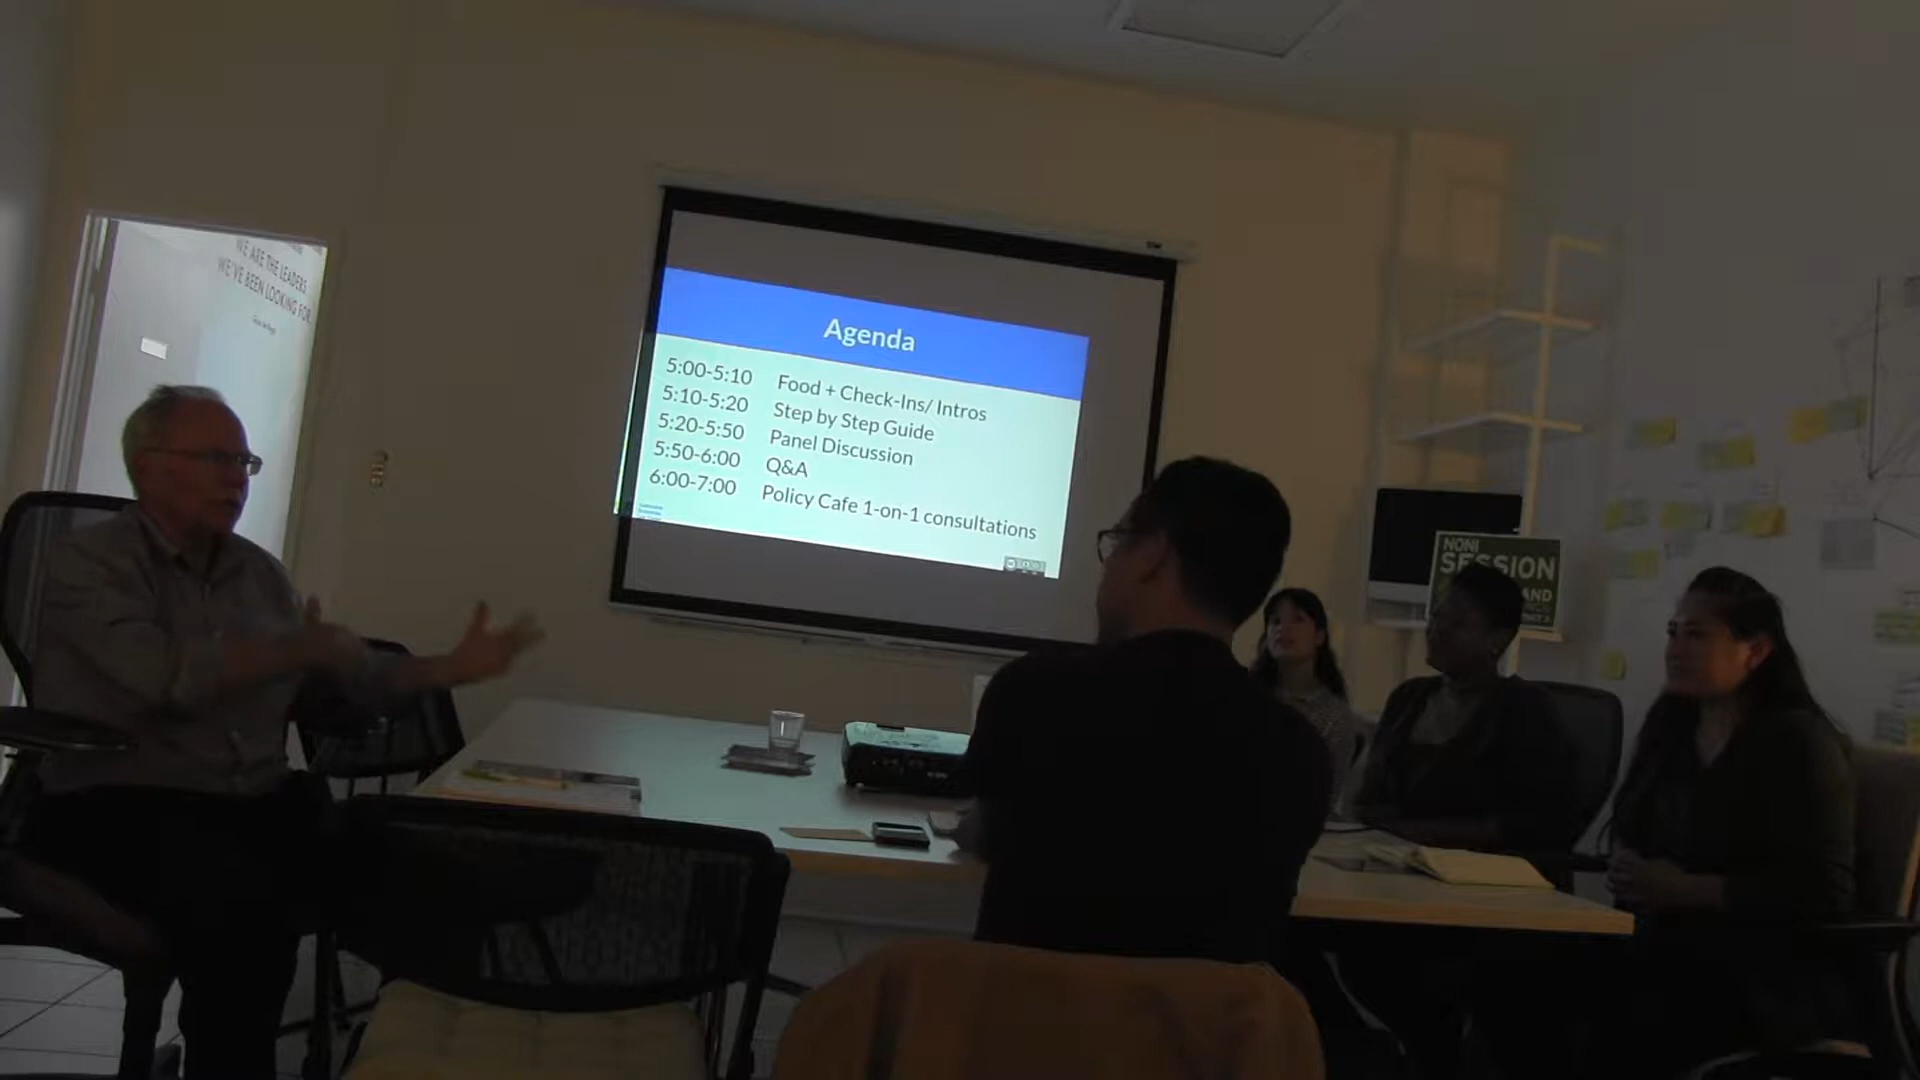 WE ARE THE LEADERS
WE'VE BEEN LOOKING FOR
Agenda
5:00-5:10 Food + Check-Ins/ Intros
5:10-5:20 Step by Step Guide
5:20-5:50 Panel Discussion
5:50-6:00 Q&A
6:00-7:00 Policy Cafe 1-on-1 consultations
NONI
SESSION
AND